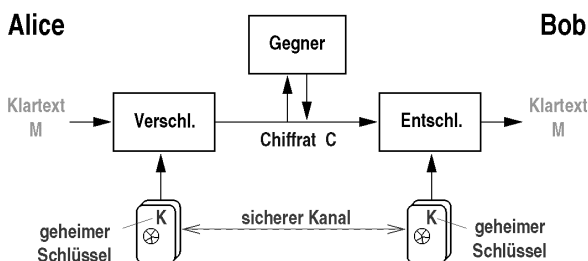 Alice
Bob
Gegner
Klartext
M
Verschl.
Entschl.
Klartext
M
Chiffrat C
K
sicherer Kanal
K
geheimer
Schlüssel
geheimer
Schlüssel